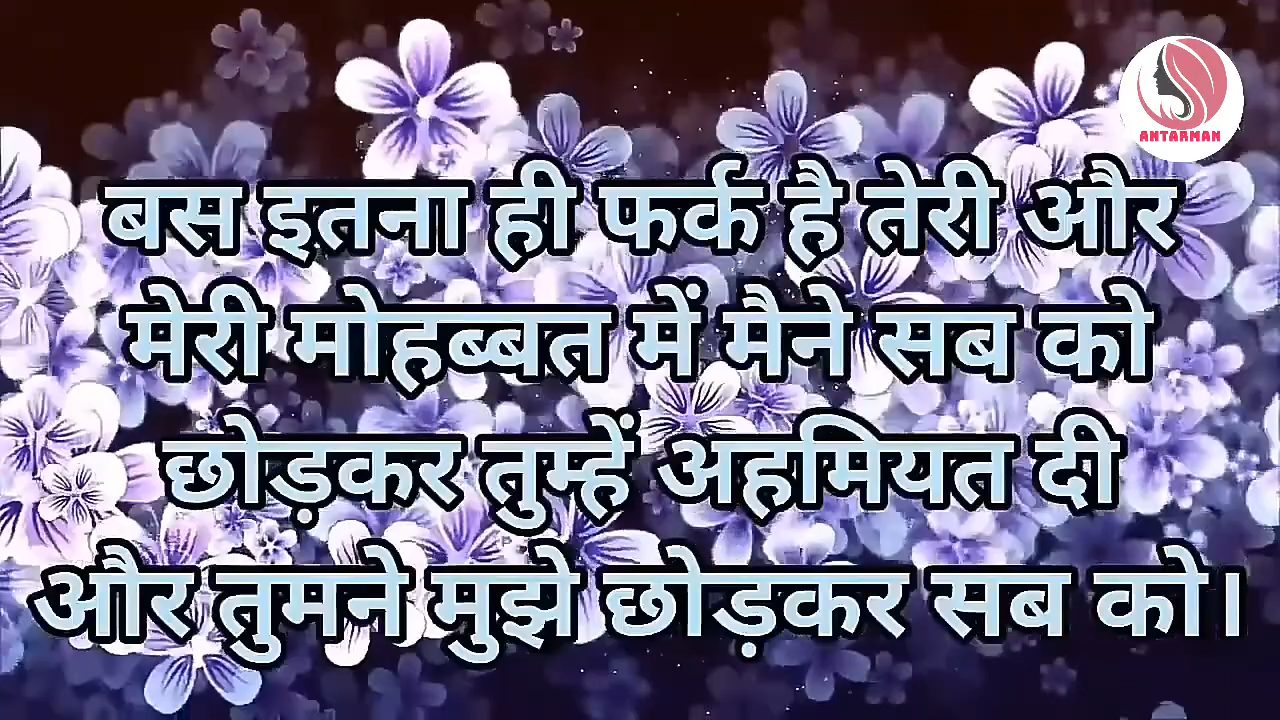 ANTARMAN
बस इतना ही फर्क है तेरी और
मेरी मोहब्बत में मैने सब को
छोड़कर तुम्हें अहमियत दी
और तुमने मुझे छोड़कर सब को।